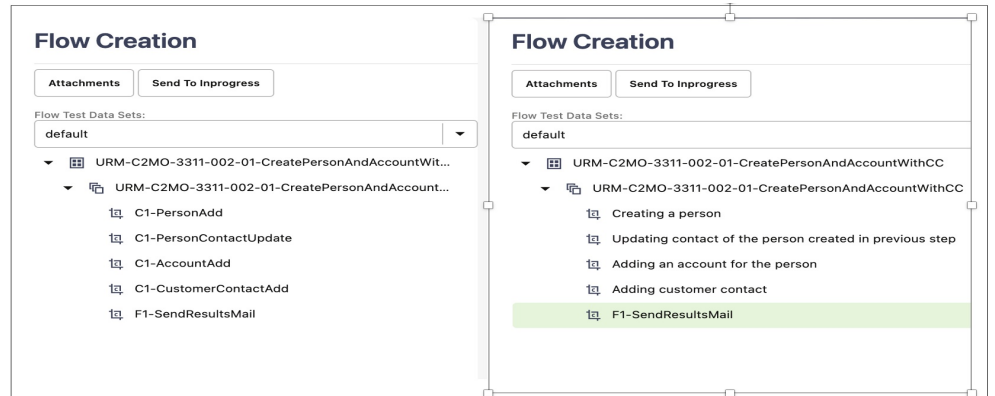 Flow Creation
Attachments Send To Inprogress
Flow Test Data Sets:
default
URM-C2MO-3311-002-01-CreatePersonAndAccountWit...
URM-C2MO-3311-002-01-CreatePersonAndAccount...
C1-PersonAdd
C1-PersonContactUpdate
C1-AccountAdd
C1-CustomerContactAdd
F1-SendResultsMail
Flow Creation
Attachments Send To Inprogress
Flow Test Data Sets:
default
URM-C2MO-3311-002-01-CreatePersonAndAccountWithCC
URM-C2MO-3311-002-01-CreatePersonAndAccountWithCC
Creating a person
Updating contact of the person created in previous step
Adding an account for the person
Adding customer contact
F1-SendResultsMail